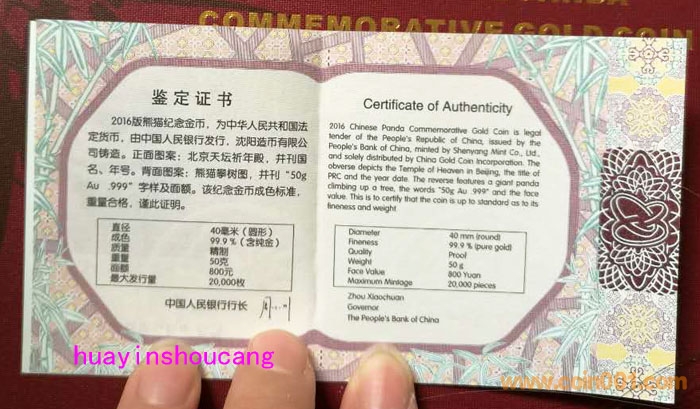 COMMEMORATIVE GOLD COIN
鉴定证书
2016版熊猫纪念金币，为中华人民共和国法
定货币，由中国人民银行发行，沈阳造币有限公
司铸造。正面图案：北京天坛祈年殿，并刊国
名、年号。背面图案：熊猫攀树图，并刊“50g
Au .999”字样及面额。该纪念金币成色标准，
重量合格，谨此证明。
直径 40毫米（圆形）
成色 99.9％（含纯金）
质量 精制
重量 50克
面额 800元
最大发行量 20,000枚
中国人民银行行长
Certificate of Authenticity
2016 Chinese Panda Commemorative Gold Coin is legal
tender of the People's Republic of China, issued by the
People's Bank of China, minted by Shenyang Mint Co., Ltd.,
and solely distributed by China Gold Coin Incorporation. The
obverse depicts the Temple of Heaven in Beijing, the title of
PRC and the year date. The reverse features a giant panda
climbing up a tree, the words "50g Au .999" and the face
value. This is to certify that the coin is up to standard as to its
fineness and weight.
Diameter 40 mm (round)
Fineness 99.9 % (pure gold)
Quality Proof
Weight 50 g
Face Value 800 Yuan
Maximum Mintage 20,000 pieces
Zhou Xiaochuan
Governor
The People's Bank of China
huayinshoucang
www.coin001.com